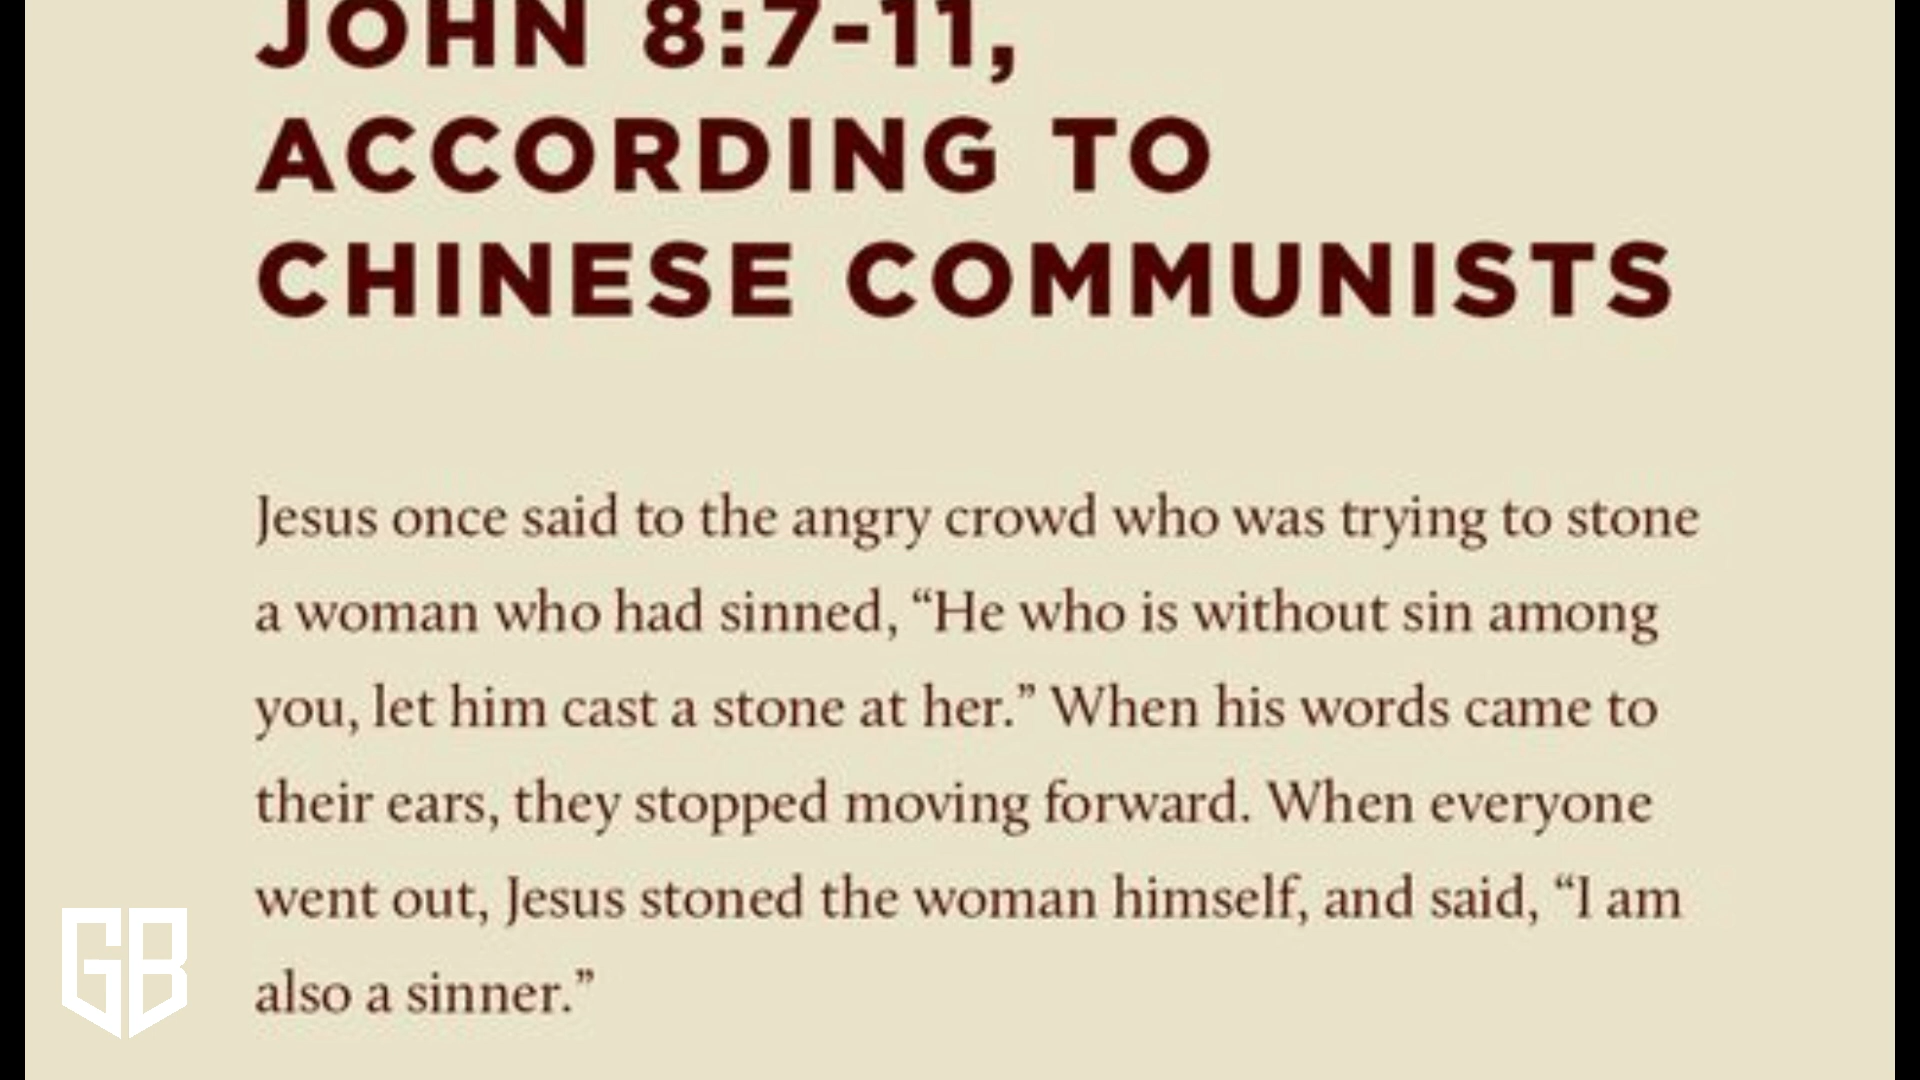 JOHN 8:7-11,
ACCORDING TO
CHINESE COMMUNISTS
Jesus once said to the angry crowd who was trying to stone
a woman who had sinned, “He who is without sin among
you, let him cast a stone at her.” When his words came to
their ears, they stopped moving forward. When everyone
went out, Jesus stoned the woman himself, and said, “I am
also a sinner.”
GB